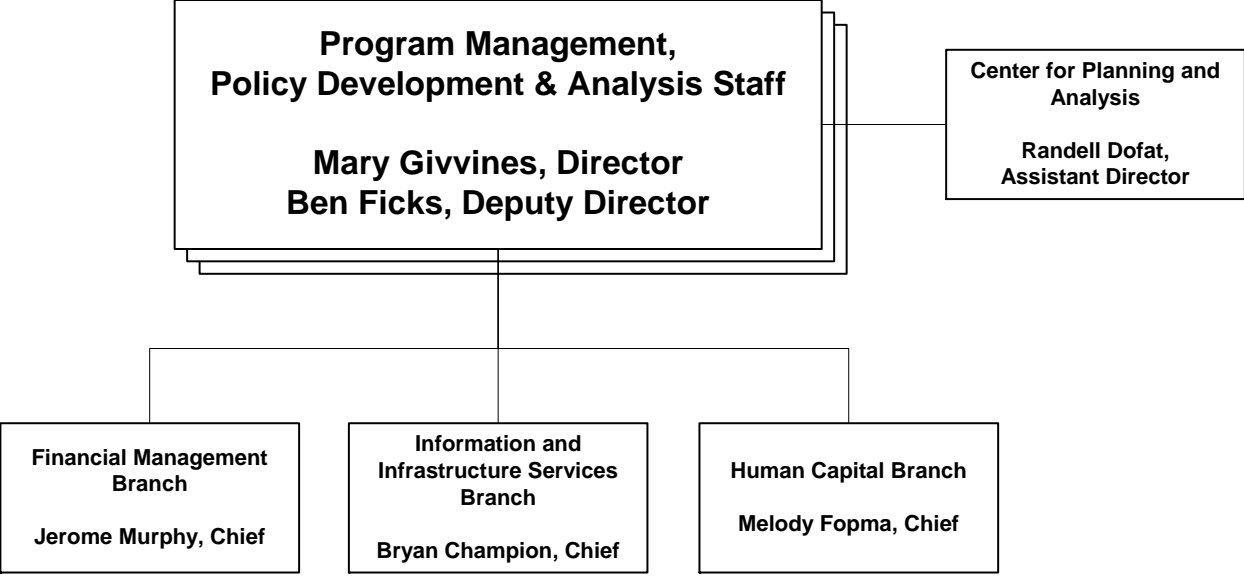 Program Management,
Policy Development & Analysis Staff
Mary Givvines, Director
Ben Ficks, Deputy Director
Center for Planning and
Analysis
Randell Dofat,
Assistant Director
Financial Management
Branch
Jerome Murphy, Chief
Information and
Infrastructure Services
Branch
Bryan Champion, Chief
Human Capital Branch
Melody Fopma, Chief